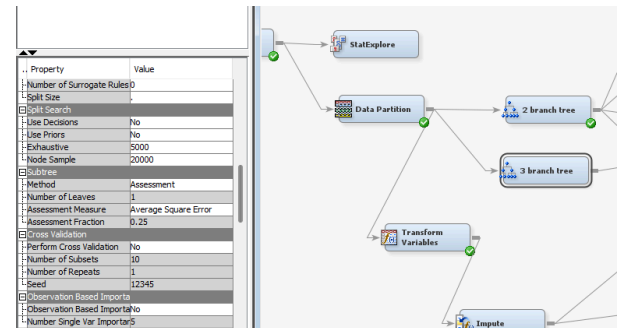 .. Property Value
Number of Surrogate Rules 0
Split Size .
Split Search
Use Decisions No
Use Priors No
Exhaustive 5000
Node Sample 20000
Subtree
Method Assessment
Number of Leaves 1
Assessment Measure Average Square Error
Assessment Fraction 0.25
Cross Validation
Perform Cross Validation No
Number of Subsets 10
Number of Repeats 1
Seed 12345
Observation Based Importa
Observation Based Importa No
Number Single Var Importan 5
StatExplore
Data Partition
2 branch tree
3 branch tree
Transform
Variables
Impute